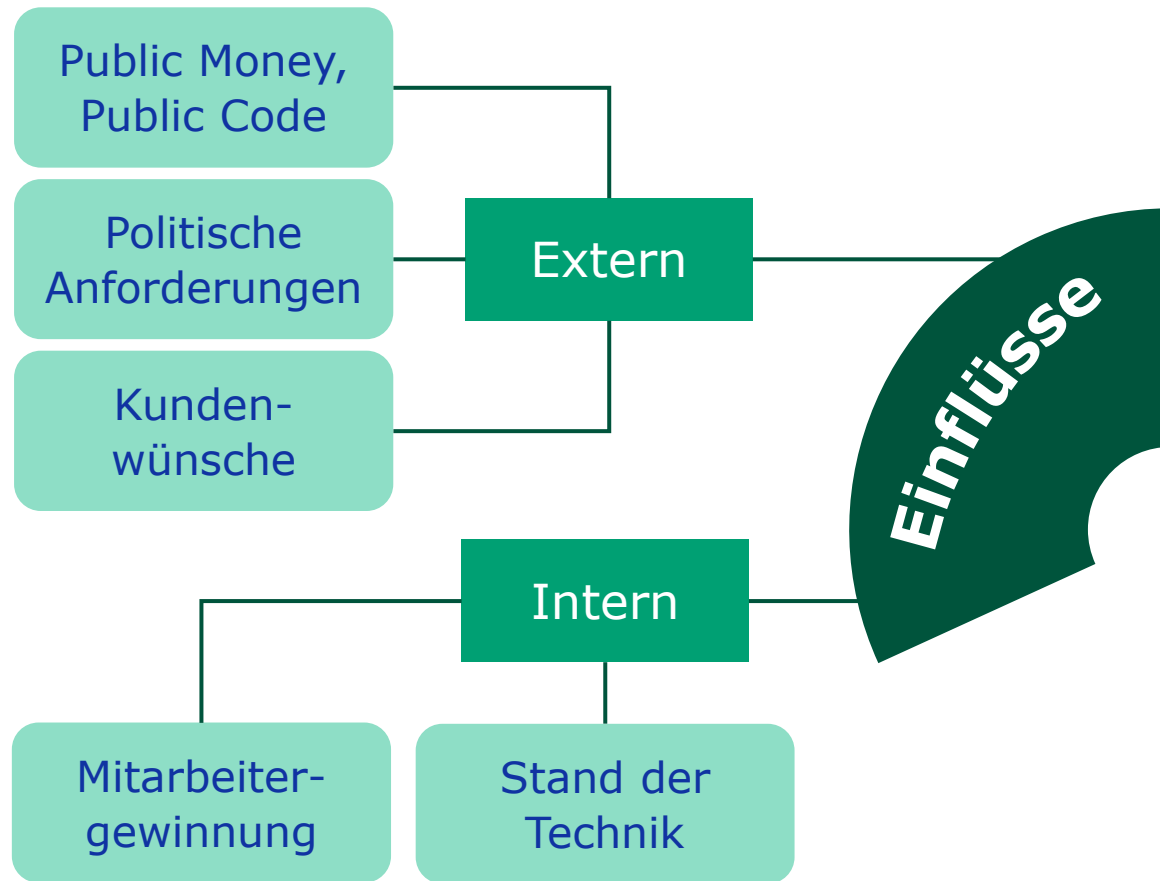 Public Money,
Public Code
Politische
Anforderungen
Kunden-
wünsche
Extern
Einflüsse
Intern
Mitarbeiter-
gewinnung
Stand der
Technik